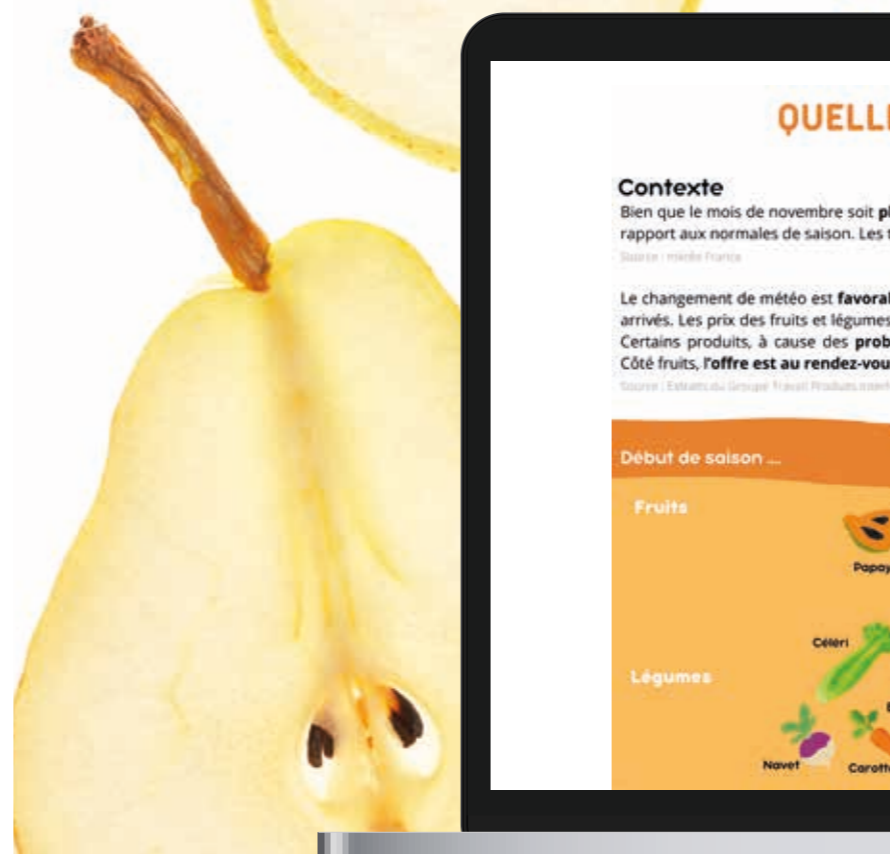 QUELL
Contexte
Bien que le mois de novembre soit pl
rapport aux normales de saison. Les t
Le changement de météo est favorab
arrivés. Les prix des fruits et légumes
Certains produits, à cause des prob
Côté fruits, l'offre est au rendez-vou
Début de saison ...
Fruits
Papay
Céleri
Légumes
Navet
Carotte